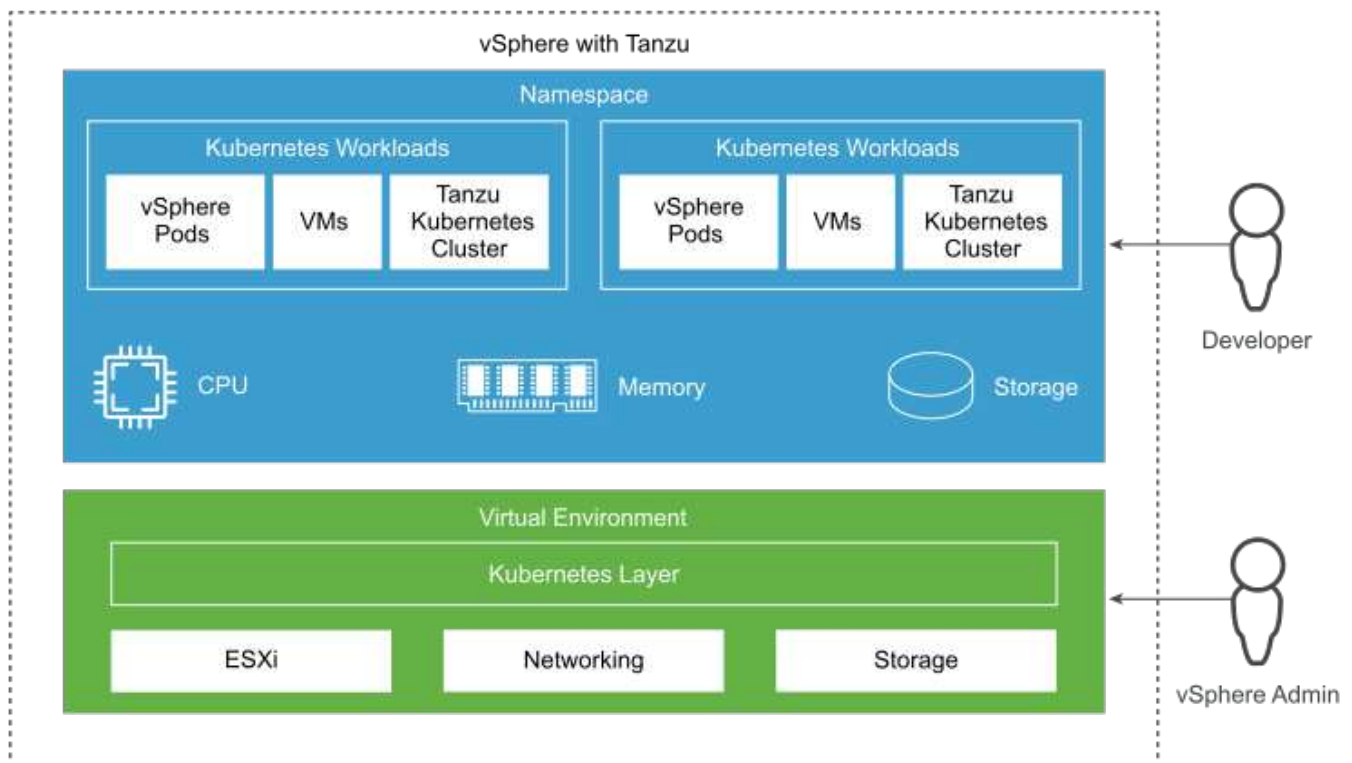 vSphere with Tanzu
Namespace
Kubernetes Workloads
vSphere
Pods
VMs
Tanzu
Kubernetes
Cluster
Kubernetes Workloads
vSphere
Pods
VMs
Tanzu
Kubernetes
Cluster
CPU
Memory
Storage
Developer
Virtual Environment
Kubernetes Layer
ESXi
Networking
Storage
vSphere Admin